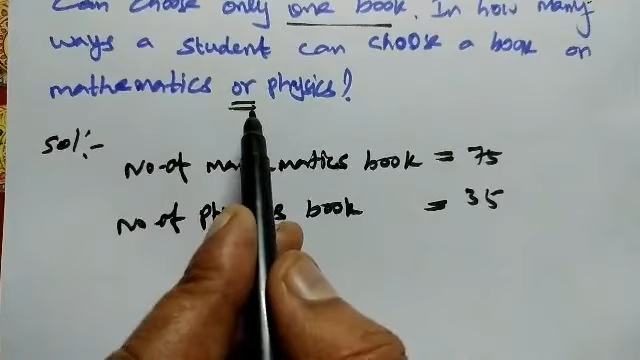 Can choose only one book. In how many
ways a student can choose a book on
mathematics or physics?
Sol:-
No of mathematics book = 75
No of physics book = 35